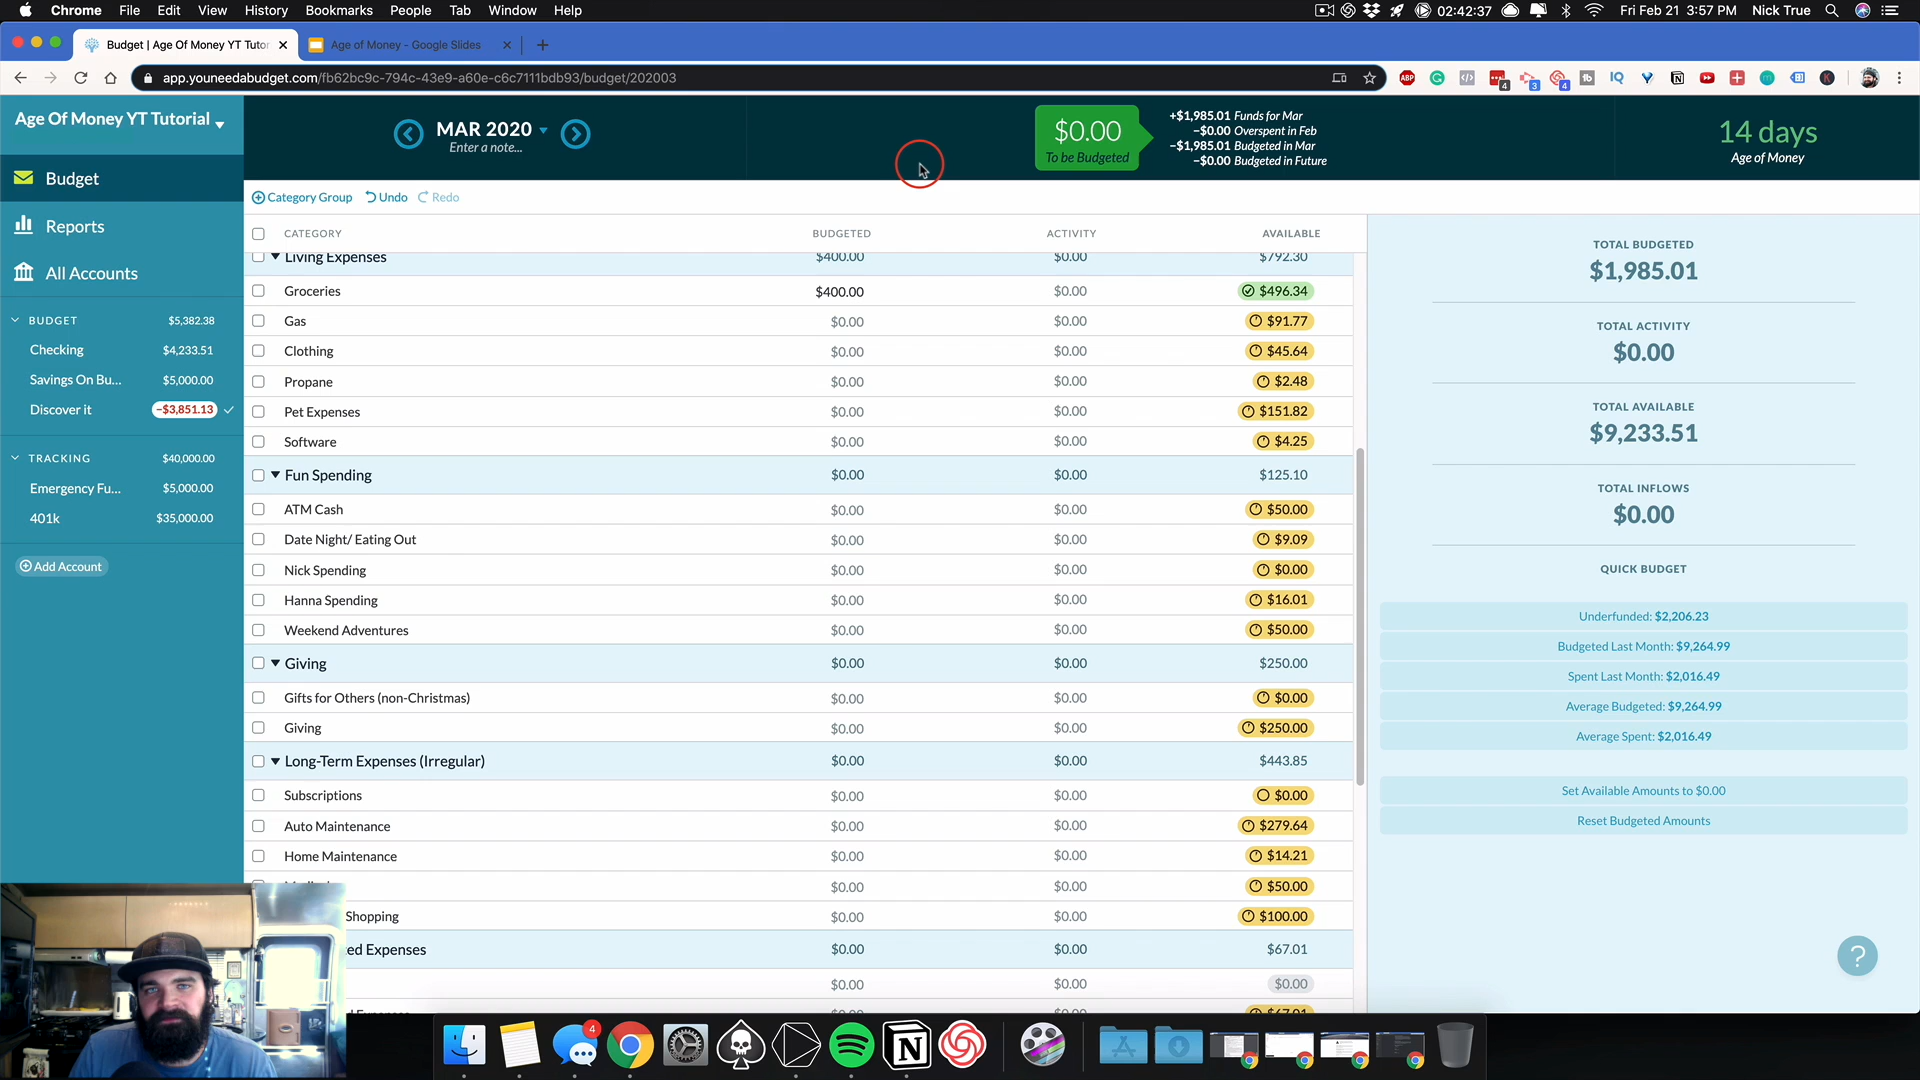 Chrome File Edit View History Bookmarks People Tab Window Help 02:42:37 Fri Feb 21 3:57 PM Nick True
Budget | Age Of Money YT Tutor
Age of Money - Google Slides
app.youneedabudget.com/fb62bc9c-794c-43e9-a60e-c6c7111bdb93/budget/202003
Age Of Money YT Tutorial
Budget
Reports
All Accounts
BUDGET $5,382.38
Checking $4,233.51
Savings On Bu... $5,000.00
Discover it -$3,851.13
TRACKING $40,000.00
Emergency Fu... $5,000.00
401k $35,000.00
Add Account
MAR 2020
Enter a note...
$0.00
To be Budgeted
+$1,985.01 Funds for Mar
-$0.00 Overspent in Feb
-$1,985.01 Budgeted in Mar
-$0.00 Budgeted in Future
14 days
Age of Money
Category Group Undo Redo
CATEGORY BUDGETED ACTIVITY AVAILABLE
Living Expenses $400.00 $0.00 $792.30
Groceries $400.00 $0.00 $496.34
Gas $0.00 $0.00 $91.77
Clothing $0.00 $0.00 $45.64
Propane $0.00 $0.00 $2.48
Pet Expenses $0.00 $0.00 $151.82
Software $0.00 $0.00 $4.25
Fun Spending $0.00 $0.00 $125.10
ATM Cash $0.00 $0.00 $50.00
Date Night/ Eating Out $0.00 $0.00 $9.09
Nick Spending $0.00 $0.00 $0.00
Hanna Spending $0.00 $0.00 $16.01
Weekend Adventures $0.00 $0.00 $50.00
Giving $0.00 $0.00 $250.00
Gifts for Others (non-Christmas) $0.00 $0.00 $0.00
Giving $0.00 $0.00 $250.00
Long-Term Expenses (Irregular) $0.00 $0.00 $443.85
Subscriptions $0.00 $0.00 $0.00
Auto Maintenance $0.00 $0.00 $279.64
Home Maintenance $0.00 $0.00 $14.21
$0.00 $0.00 $50.00
Shopping $0.00 $0.00 $100.00
ed Expenses $0.00 $0.00 $67.01
$0.00 $0.00 $0.00
TOTAL BUDGETED
$1,985.01
TOTAL ACTIVITY
$0.00
TOTAL AVAILABLE
$9,233.51
TOTAL INFLOWS
$0.00
QUICK BUDGET
Underfunded: $2,206.23
Budgeted Last Month: $9,264.99
Spent Last Month: $2,016.49
Average Budgeted: $9,264.99
Average Spent: $2,016.49
Set Available Amounts to $0.00
Reset Budgeted Amounts
?
4